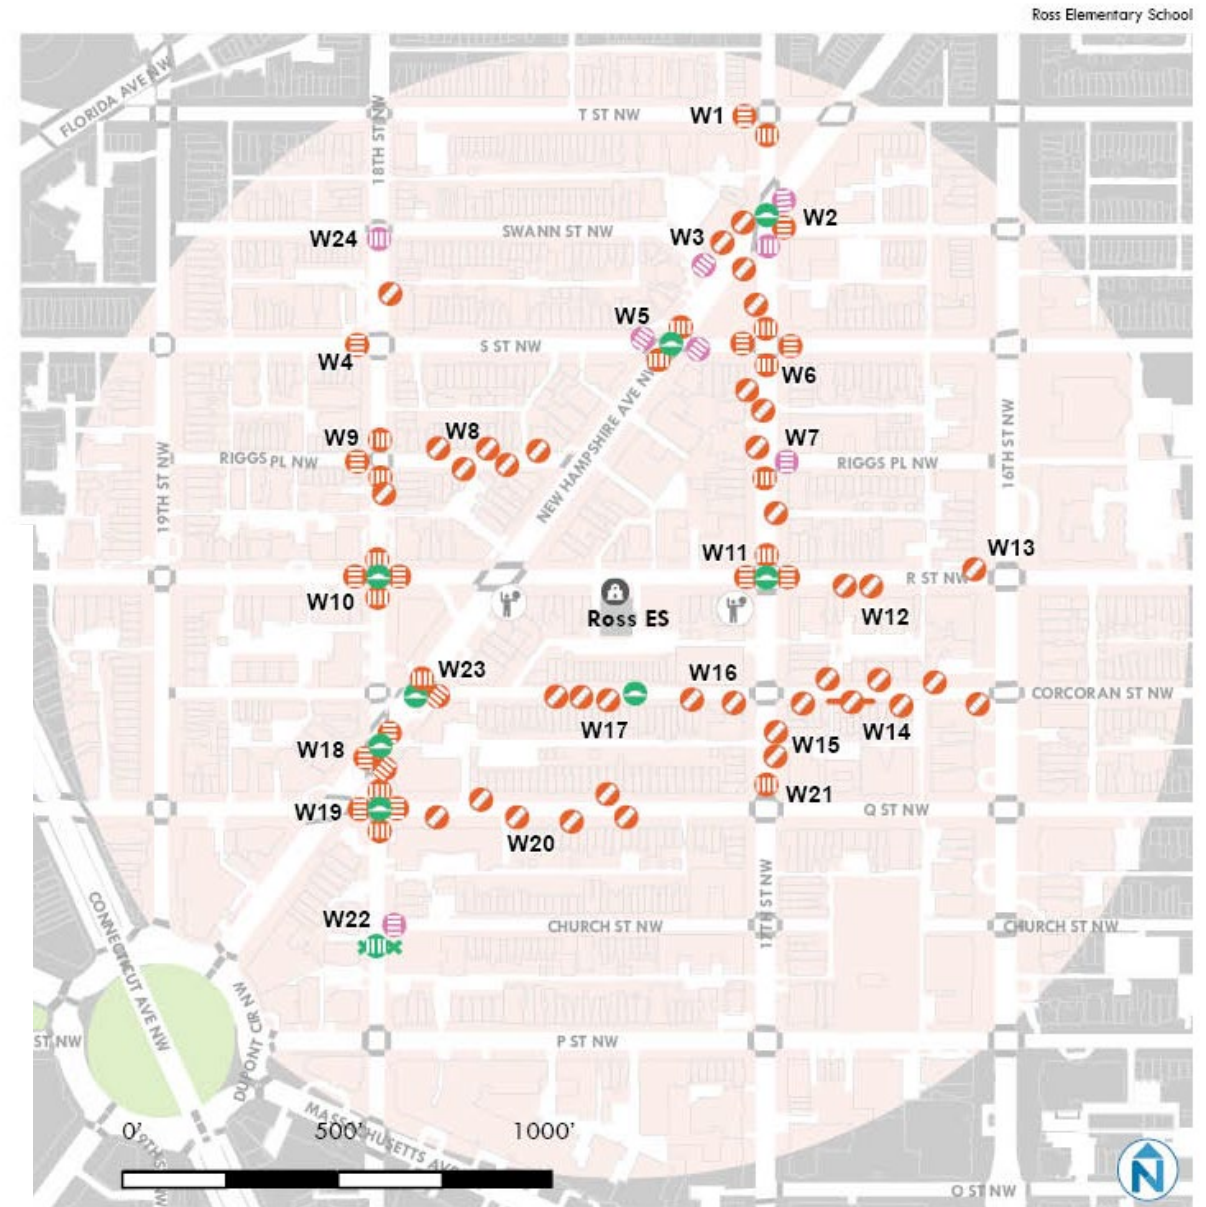 Ross Elementary School
FLORIDA AVE NW
18TH ST NW
T ST NW
W1
W2
W24
SWANN ST NW
W3
W5
W4
S ST NW
W6
NEW HAMPSHIRE AVE NW
W9
W8
W7
RIGGS PL NW
RIGGS PL NW
16TH ST NW
19TH ST NW
W11
W13
W10
R ST NW
Ross ES
W12
W23
W16
CORCORAN ST NW
W17
W14
W18
W15
W19
W21
Q ST NW
W20
17TH ST NW
CONNECTICUT AVE NW
W22
CHURCH ST NW
CHURCH ST NW
DUPONT CIR NW
ST NW
P ST NW
MASSACHUSETTS AVE
0'
500'
1000'
O ST NW
N